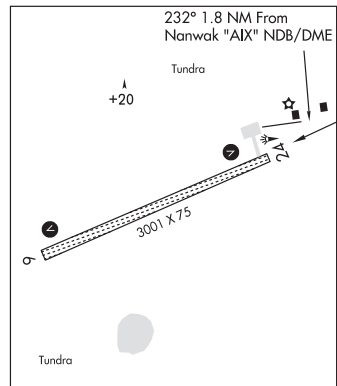 232° 1.8 NM From
Nanwak "AIX" NDB/DME
Tundra
+20
V
24
3001 X 75
V
6
Tundra